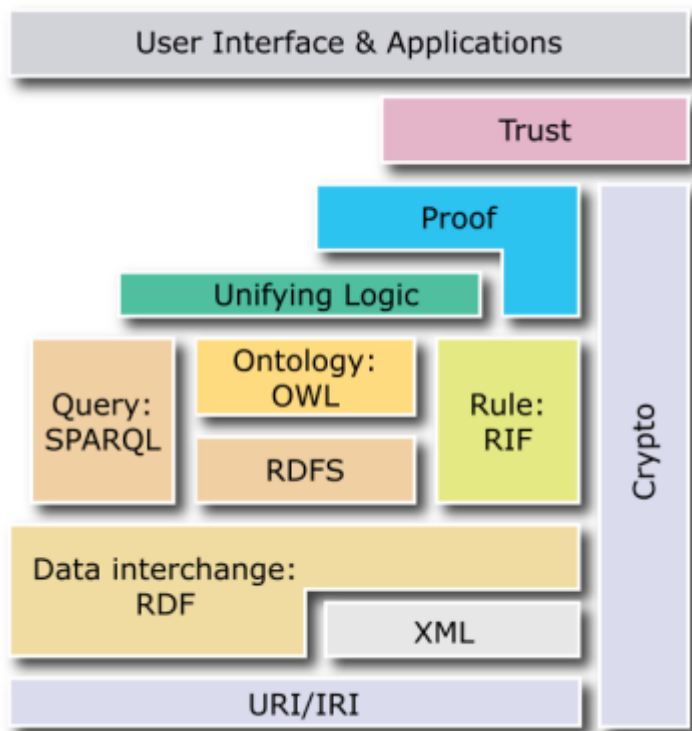 User Interface & Applications
Trust
Proof
Unifying Logic
Query:
SPARQL
Ontology:
OWL
RDFS
Rule:
RIF
Crypto
Data interchange:
RDF
XML
URI/IRI